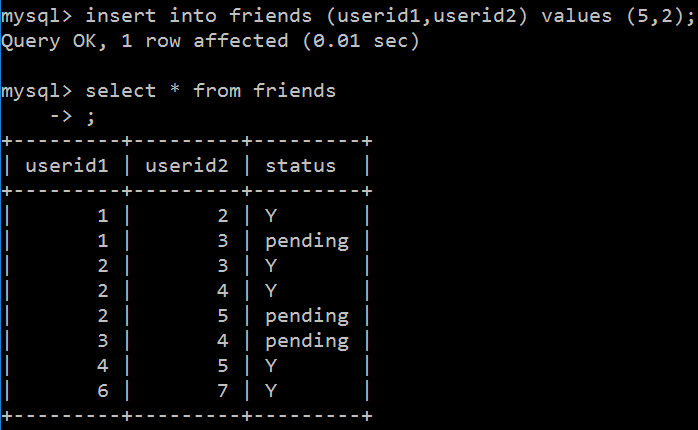 mysql> insert into friends (userid1,userid2) values (5,2);
Query OK, 1 row affected (0.01 sec)
mysql> select * from friends
    -> ;
+---------+---------+---------+
| userid1 | userid2 | status  |
+---------+---------+---------+
|       1 |       2 | Y       |
|       1 |       3 | pending |
|       2 |       3 | Y       |
|       2 |       4 | Y       |
|       2 |       5 | pending |
|       3 |       4 | pending |
|       4 |       5 | Y       |
|       6 |       7 | Y       |
+---------+---------+---------+